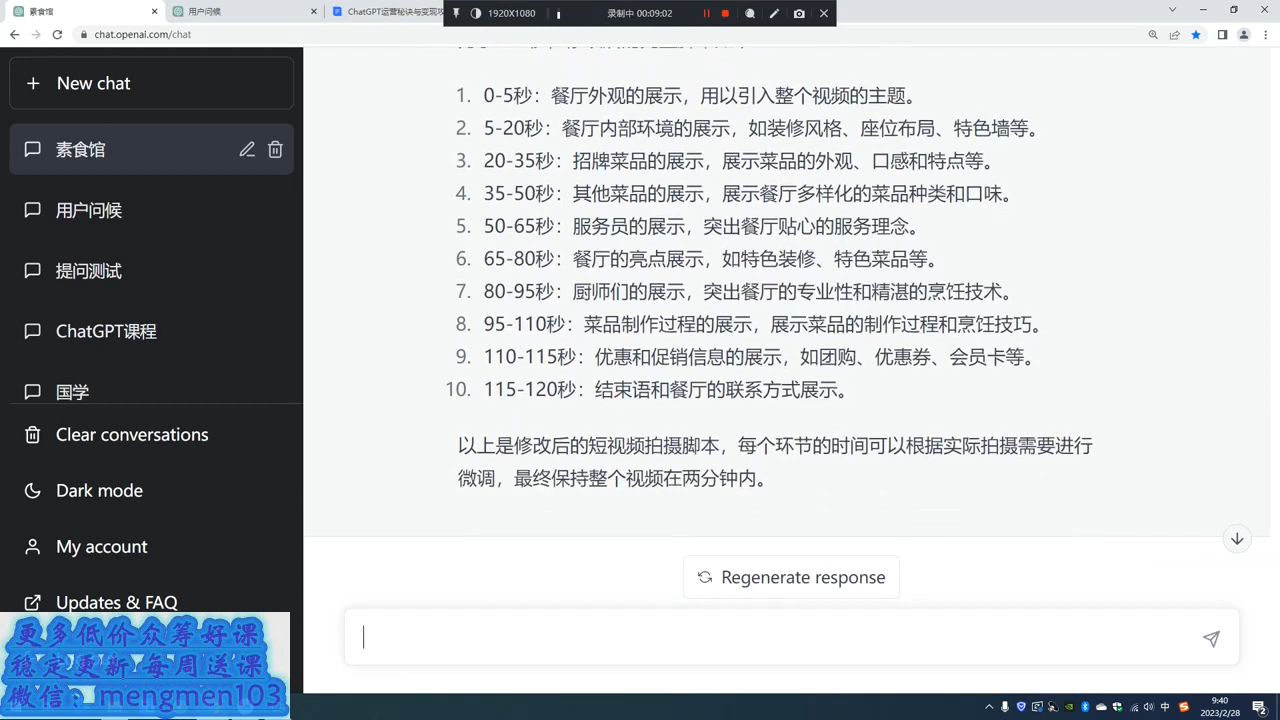 素食馆
用户问候
ChatGPT运营秘诀与变现攻
1920X1080
录制中 00:09:02
chat.openai.com/chat
New chat
素食馆
用户问候
提问测试
ChatGPT课程
国学
Clear conversations
Dark mode
My account
Updates & FAQ
1. 0-5秒：餐厅外观的展示，用以引入整个视频的主题。
2. 5-20秒：餐厅内部环境的展示，如装修风格、座位布局、特色墙等。
3. 20-35秒：招牌菜品的展示，展示菜品的外观、口感和特点等。
4. 35-50秒：其他菜品的展示，展示餐厅多样化的菜品种类和口味。
5. 50-65秒：服务员的展示，突出餐厅贴心的服务理念。
6. 65-80秒：餐厅的亮点展示，如特色装修、特色菜品等。
7. 80-95秒：厨师们的展示，突出餐厅的专业性和精湛的烹饪技术。
8. 95-110秒：菜品制作过程的展示，展示菜品的制作过程和烹饪技巧。
9. 110-115秒：优惠和促销信息的展示，如团购、优惠券、会员卡等。
10. 115-120秒：结束语和餐厅的联系方式展示。
以上是修改后的短视频拍摄脚本，每个环节的时间可以根据实际拍摄需要进行
微调，最终保持整个视频在两分钟内。
Regenerate response
更多低价众筹好课
稳定更新 每周送课
微信：mengmen103
中
9:40
2023/2/28
2